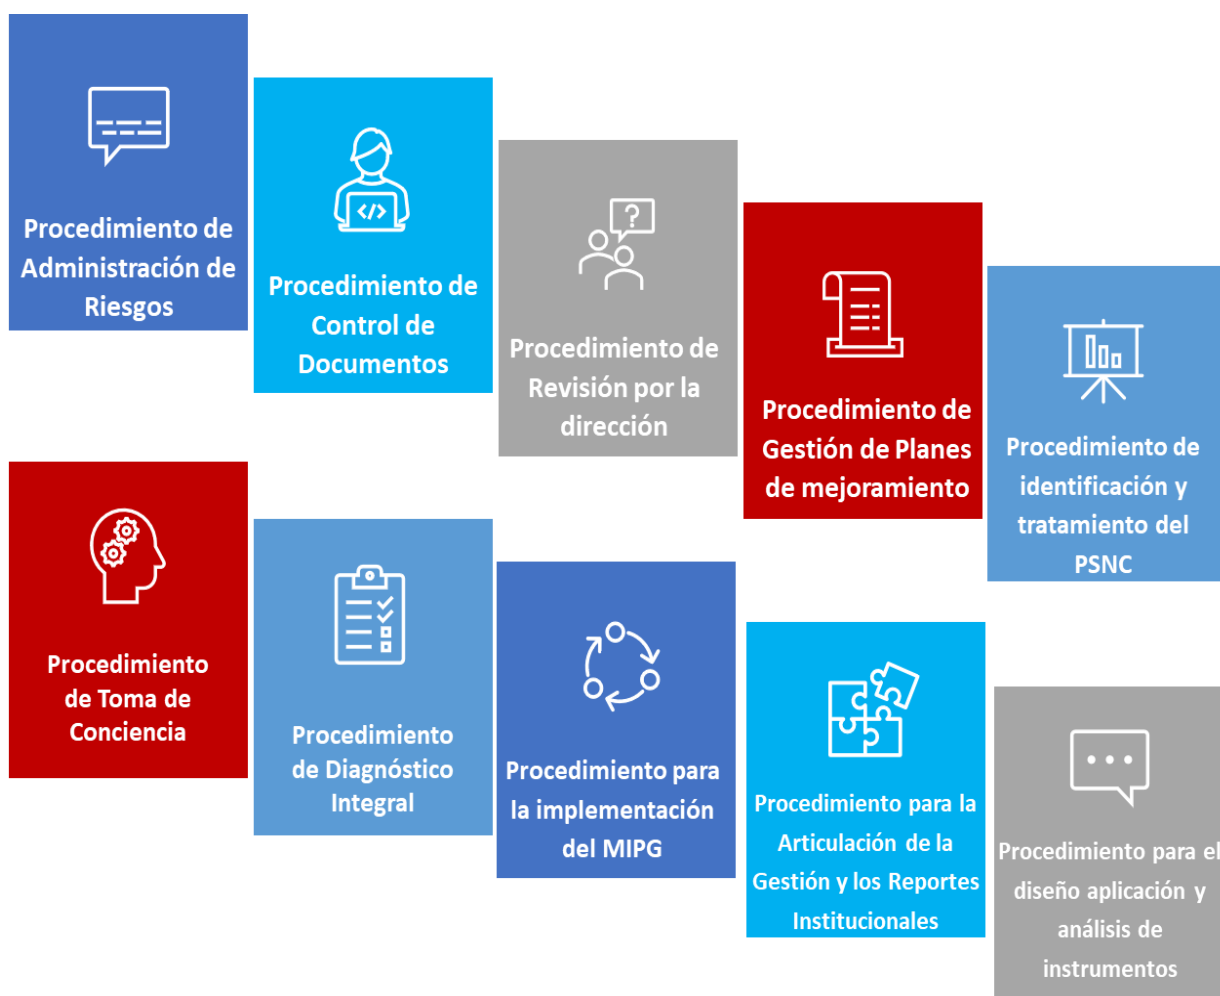 Procedimiento de
Administración de
Riesgos
Procedimiento de
Control de
Documentos
Procedimiento de
Revisión por la
dirección
Procedimiento de
Gestión de Planes
de mejoramiento
Procedimiento de
identificación y
tratamiento del
PSNC
Procedimiento
de Toma de
Conciencia
Procedimiento
de Diagnóstico
Integral
Procedimiento para
la implementación
del MIPG
Procedimiento para la
Articulación de la
Gestión y los Reportes
Institucionales
Procedimiento para el
diseño aplicación y
análisis de
instrumentos